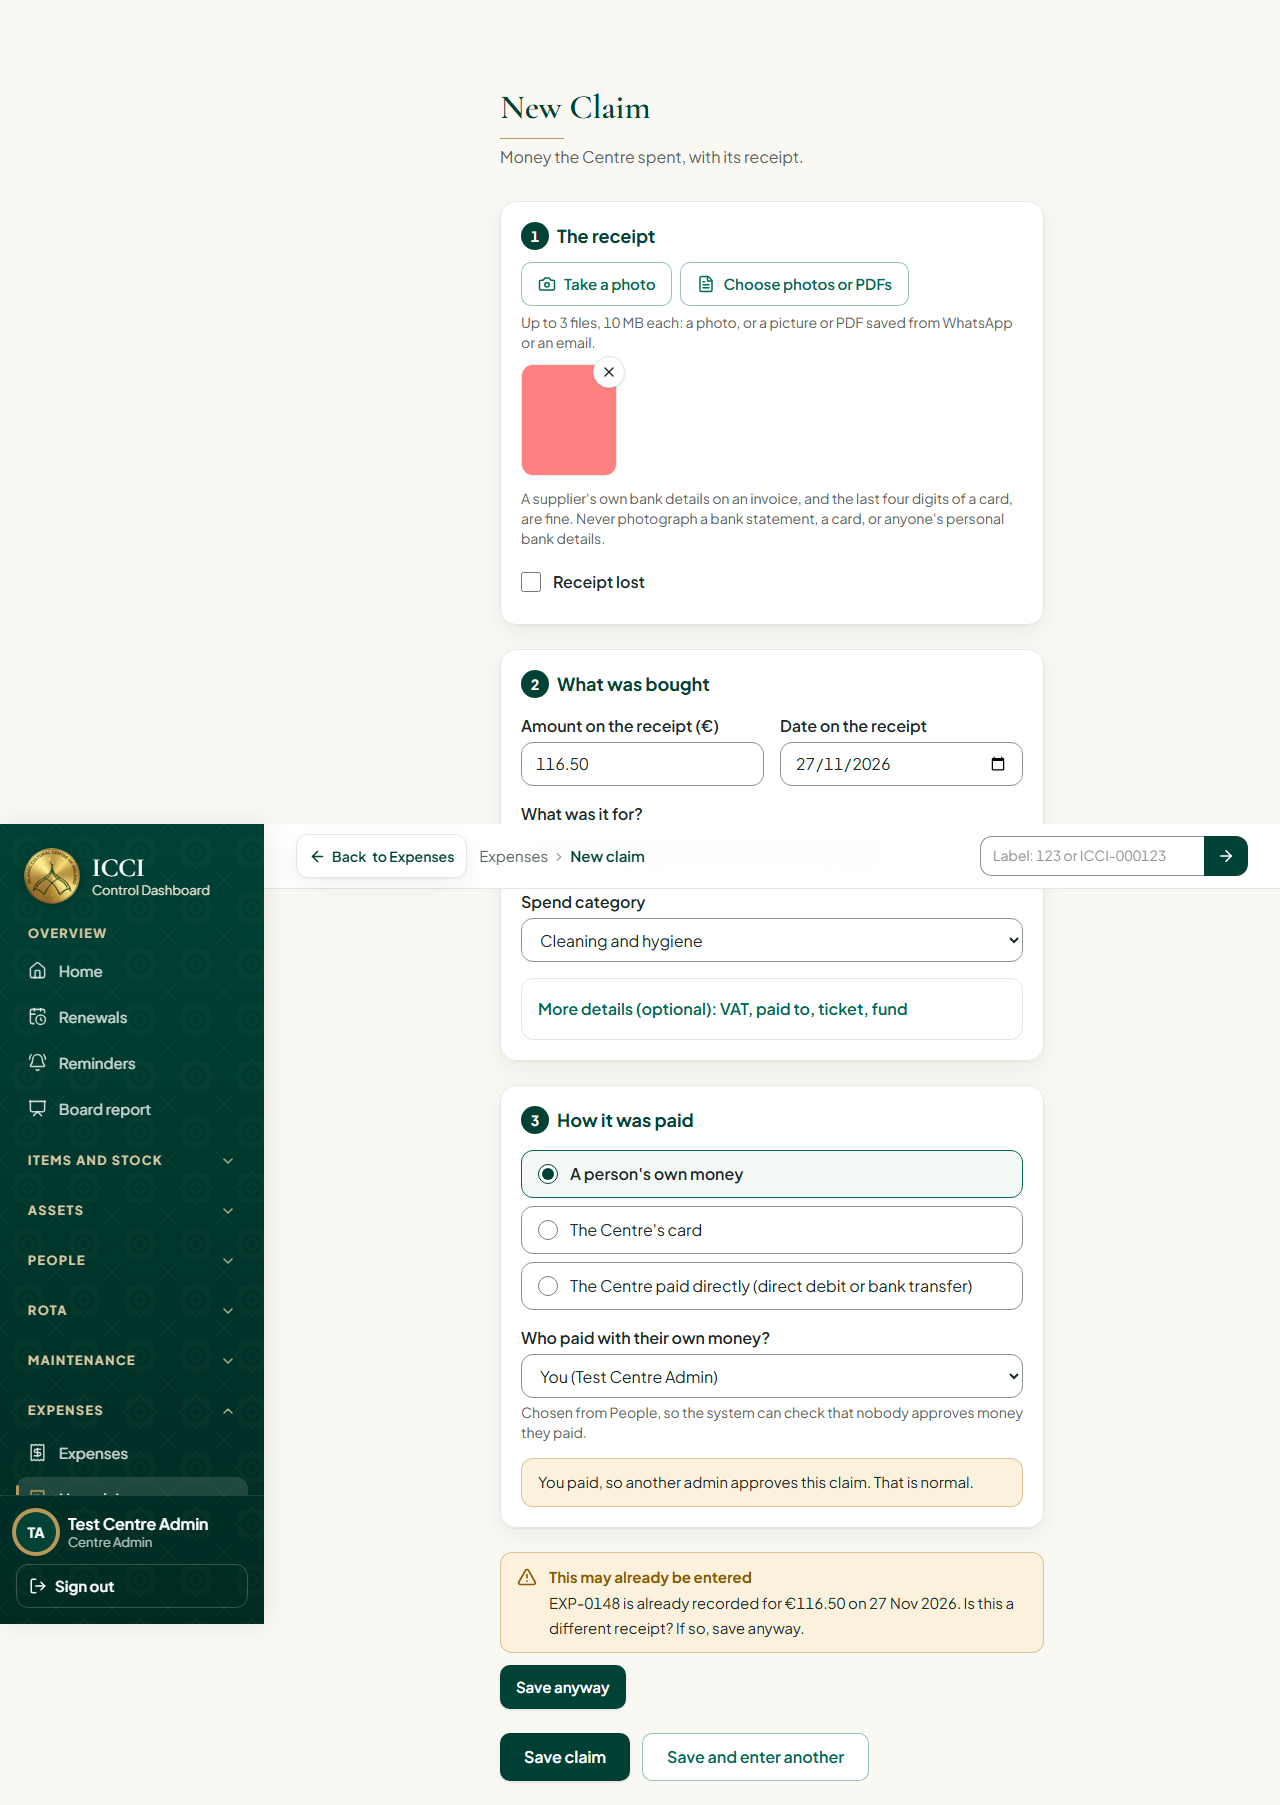 New Claim
Money the Centre spent, with its receipt.
1 The receipt
Take a photo
Choose photos or PDFs
Up to 3 files, 10 MB each: a photo, or a picture or PDF saved from WhatsApp
or an email.
A supplier's own bank details on an invoice, and the last four digits of a card,
are fine. Never photograph a bank statement, a card, or anyone's personal
bank details.
Receipt lost
2 What was bought
Amount on the receipt (€)
Date on the receipt
116.50
27/11/2026
What was it for?
Back to Expenses
Expenses
New claim
Label: 123 or ICCI-000123
Spend category
Cleaning and hygiene
More details (optional): VAT, paid to, ticket, fund
3 How it was paid
A person's own money
The Centre's card
The Centre paid directly (direct debit or bank transfer)
Who paid with their own money?
You (Test Centre Admin)
Chosen from People, so the system can check that nobody approves money
they paid.
You paid, so another admin approves this claim. That is normal.
This may already be entered
EXP-0148 is already recorded for €116.50 on 27 Nov 2026. Is this a
different receipt? If so, save anyway.
Save anyway
Save claim
Save and enter another
ICCI
Control Dashboard
OVERVIEW
Home
Renewals
Reminders
Board report
ITEMS AND STOCK
ASSETS
PEOPLE
ROTA
MAINTENANCE
EXPENSES
Expenses
TA
Test Centre Admin
Centre Admin
Sign out